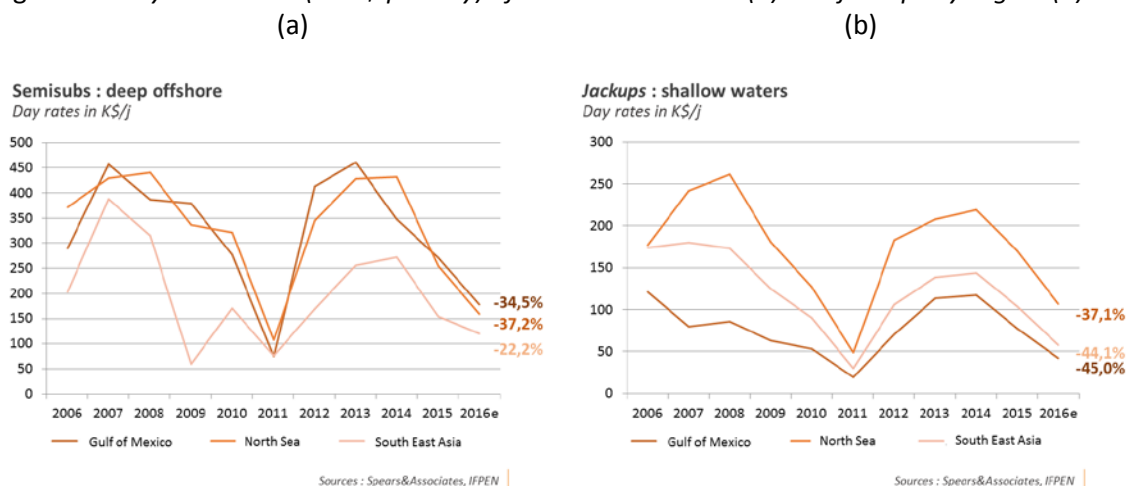 (a) (b)
Semisubs : deep offshore
Day rates in K$/j
500
450
400
350
300
250
200
150
100
50
0
2006 2007 2008 2009 2010 2011 2012 2013 2014 2015 2016e
-34,5%
-37,2%
-22,2%
Gulf of Mexico North Sea South East Asia
Sources : Spears&Associates, IFPEN
Jackups : shallow waters
Day rates in K$/j
300
250
200
150
100
50
0
2006 2007 2008 2009 2010 2011 2012 2013 2014 2015 2016e
-37,1%
-44,1%
-45,0%
Gulf of Mexico North Sea South East Asia
Sources : Spears&Associates, IFPEN